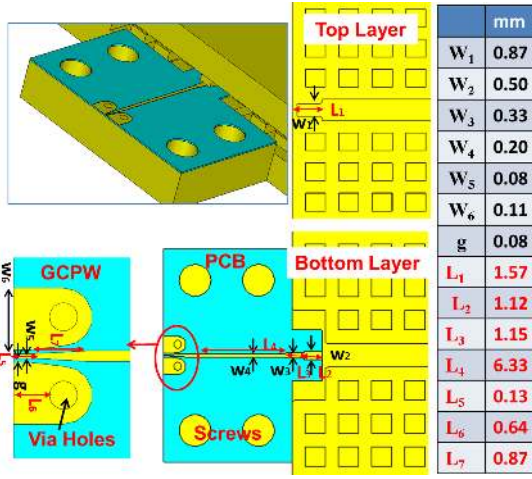 Top Layer
L₁
W₁
GCPW
W₆
W₅
L₇
L₅
g
L₆
Via Holes
PCB
Bottom Layer
L₄
W₂
W₄
W₃
L₃
L₂
Screws
mm
W₁ 0.87
W₂ 0.50
W₃ 0.33
W₄ 0.20
W₅ 0.08
W₆ 0.11
g 0.08
L₁ 1.57
L₂ 1.12
L₃ 1.15
L₄ 6.33
L₅ 0.13
L₆ 0.64
L₇ 0.87